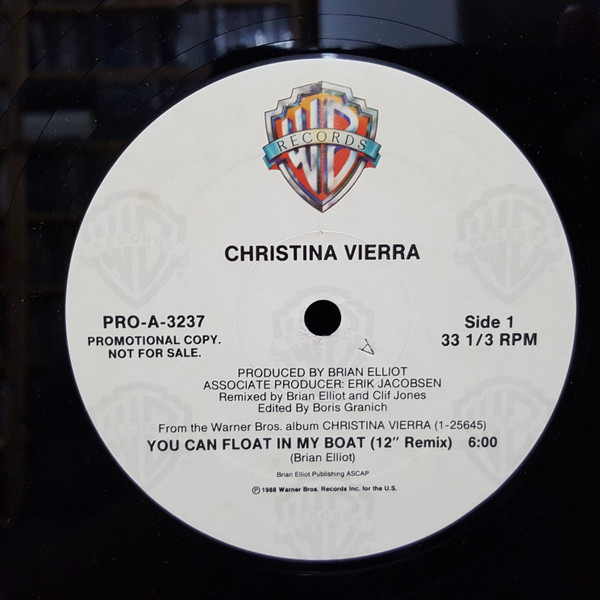 WB
RECORDS
CHRISTINA VIERRA
PRO-A-3237
PROMOTIONAL COPY.
NOT FOR SALE.
Side 1
33 1/3 RPM
PRODUCED BY BRIAN ELLIOT
ASSOCIATE PRODUCER: ERIK JACOBSEN
Remixed by Brian Elliot and Clif Jones
Edited By Boris Granich
From the Warner Bros. album CHRISTINA VIERRA (1-25645)
YOU CAN FLOAT IN MY BOAT (12" Remix) 6:00
(Brian Elliot)
Brian Elliot Publishing ASCAP
Ⓟ 1988 Warner Bros. Records Inc. for the U.S.